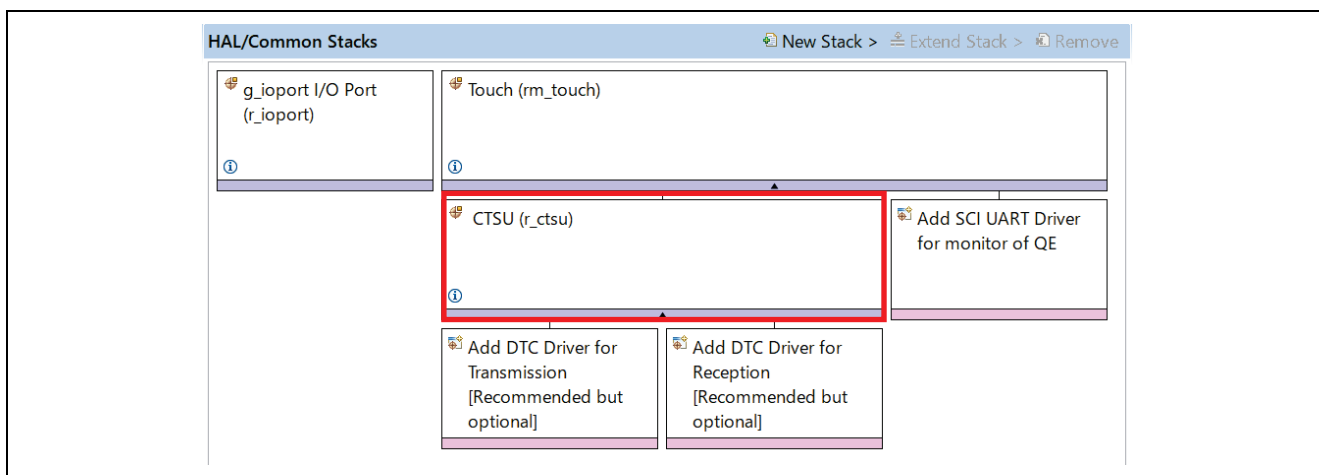 HAL/Common Stacks
New Stack > Extend Stack > Remove
g_ioport I/O Port
(r_ioport)
Touch (rm_touch)
CTSU (r_ctsu)
Add SCI UART Driver
for monitor of QE
Add DTC Driver for
Transmission
[Recommended but
optional]
Add DTC Driver for
Reception
[Recommended but
optional]